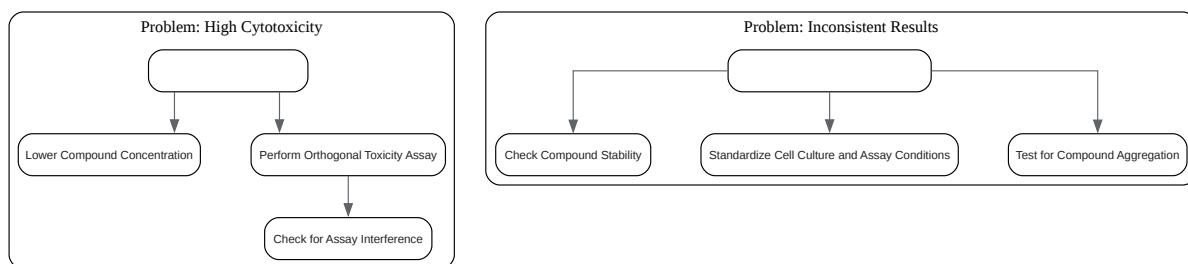 Problem: High Cytotoxicity
Lower Compound Concentration
Perform Orthogonal Toxicity Assay
Check for Assay Interference
Problem: Inconsistent Results
Check Compound Stability
Standardize Cell Culture and Assay Conditions
Test for Compound Aggregation